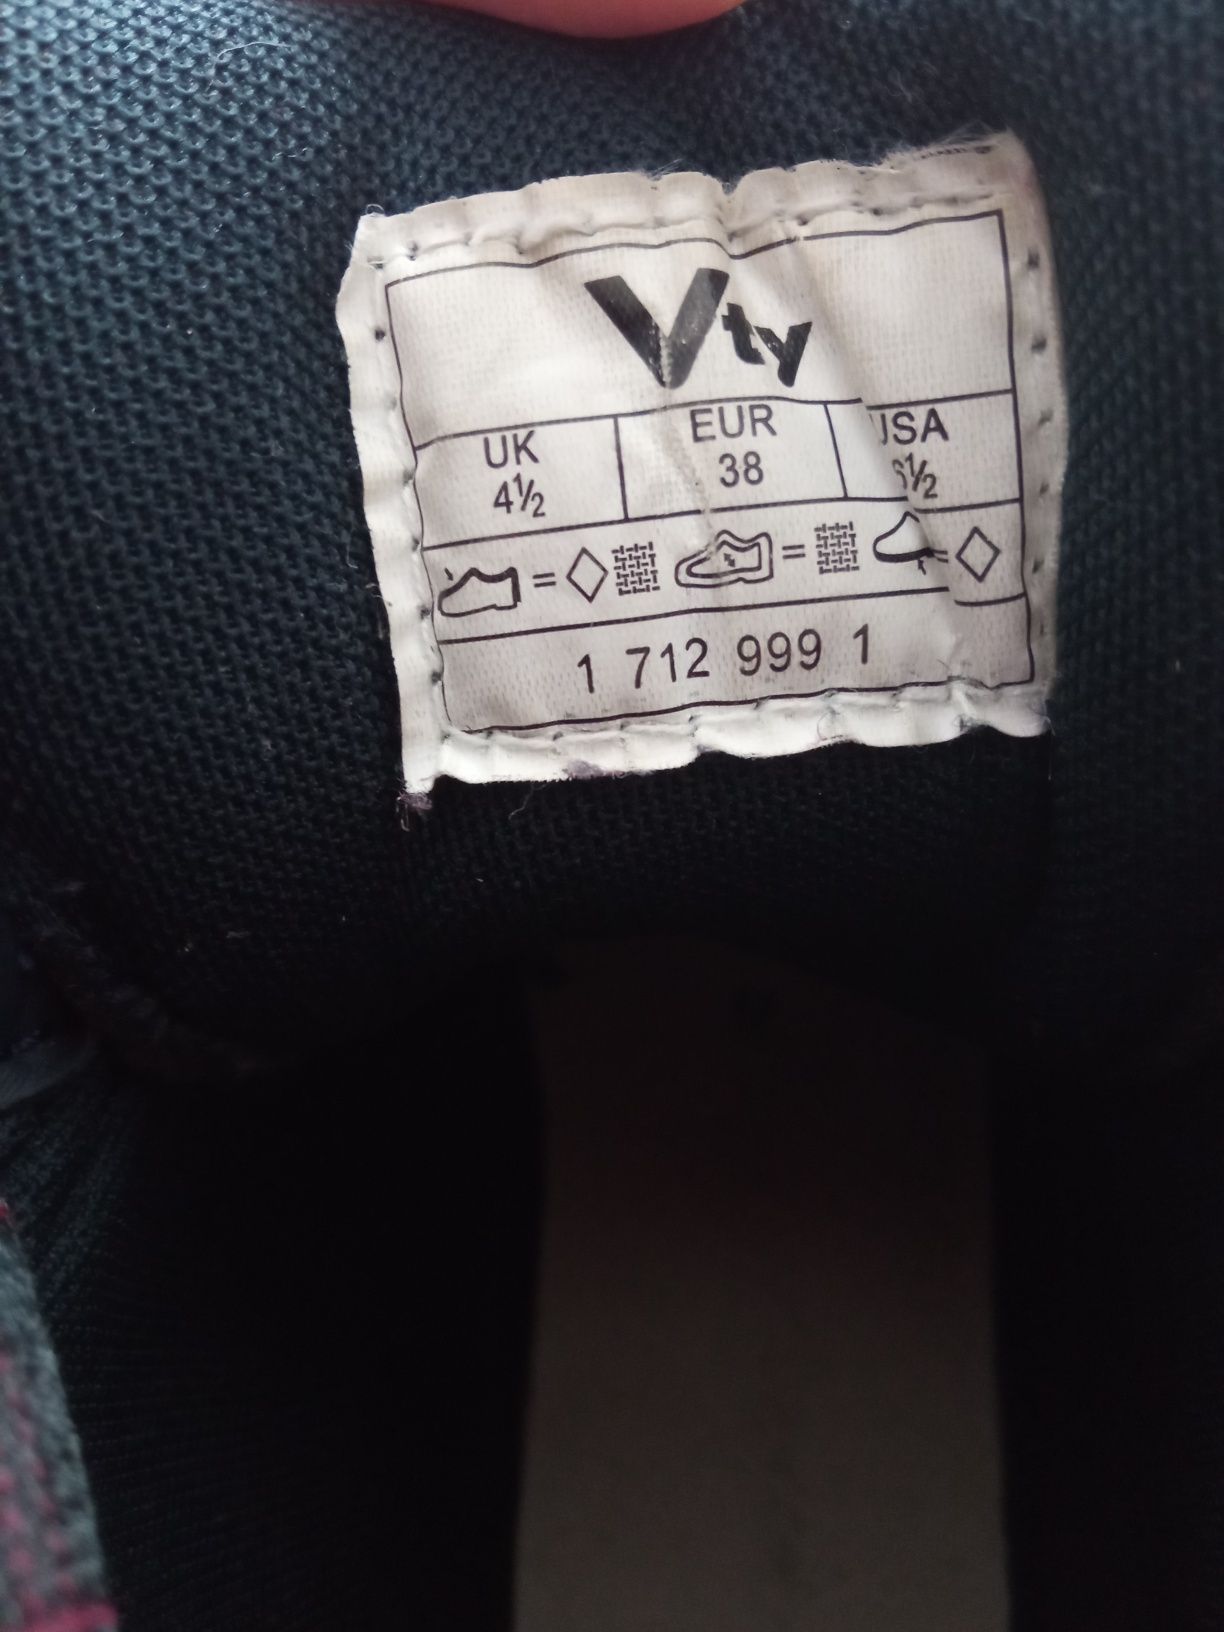 Vty
UK EUR USA
4½ 38 6½
= =
1 712 999 1